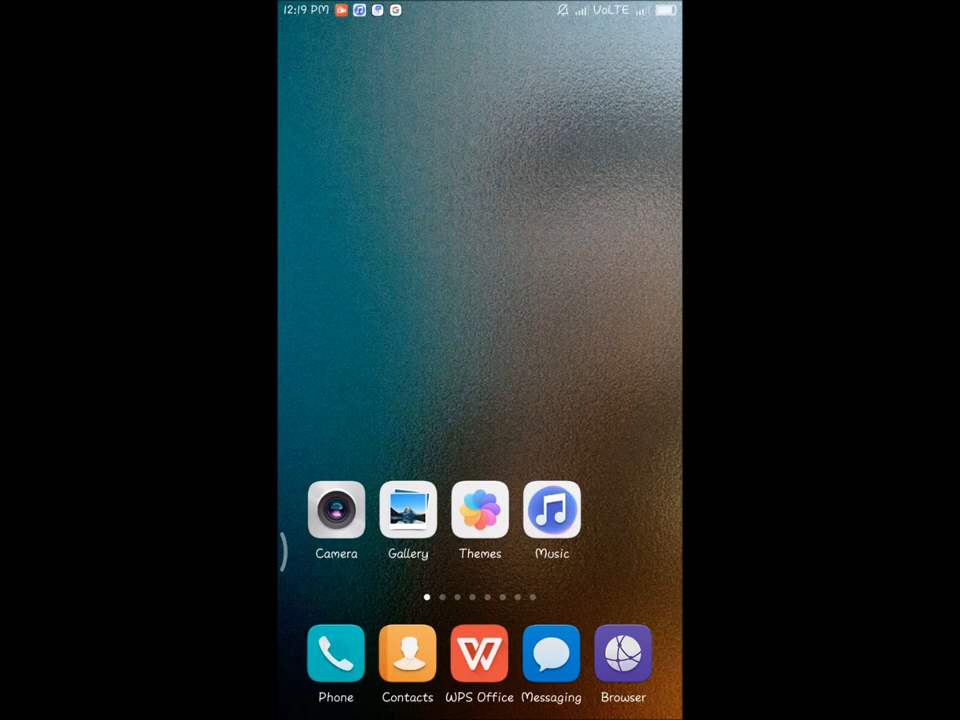 12:19 PM VoLTE
Camera Gallery Themes Music
Phone Contacts WPS Office Messaging Browser